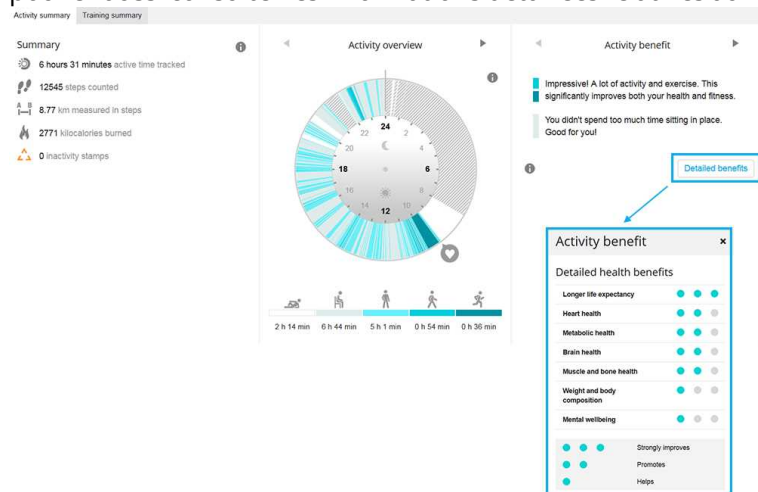 Activity summary
Training summary
Summary
6 hours 31 minutes active time tracked
12545 steps counted
A B
8.77 km measured in steps
2771 kilocalories burned
0 inactivity stamps
Activity overview
24
22
2
20
4
18
6
16
8
14
10
12
2 h 14 min
6 h 44 min
5 h 1 min
0 h 54 min
0 h 36 min
Activity benefit
Impressive! A lot of activity and exercise. This
significantly improves both your health and fitness.
You didn't spend too much time sitting in place.
Good for you!
Detailed benefits
Activity benefit
×
Detailed health benefits
Longer life expectancy
Heart health
Metabolic health
Brain health
Muscle and bone health
Weight and body
composition
Mental wellbeing
Strongly improves
Promotes
Helps